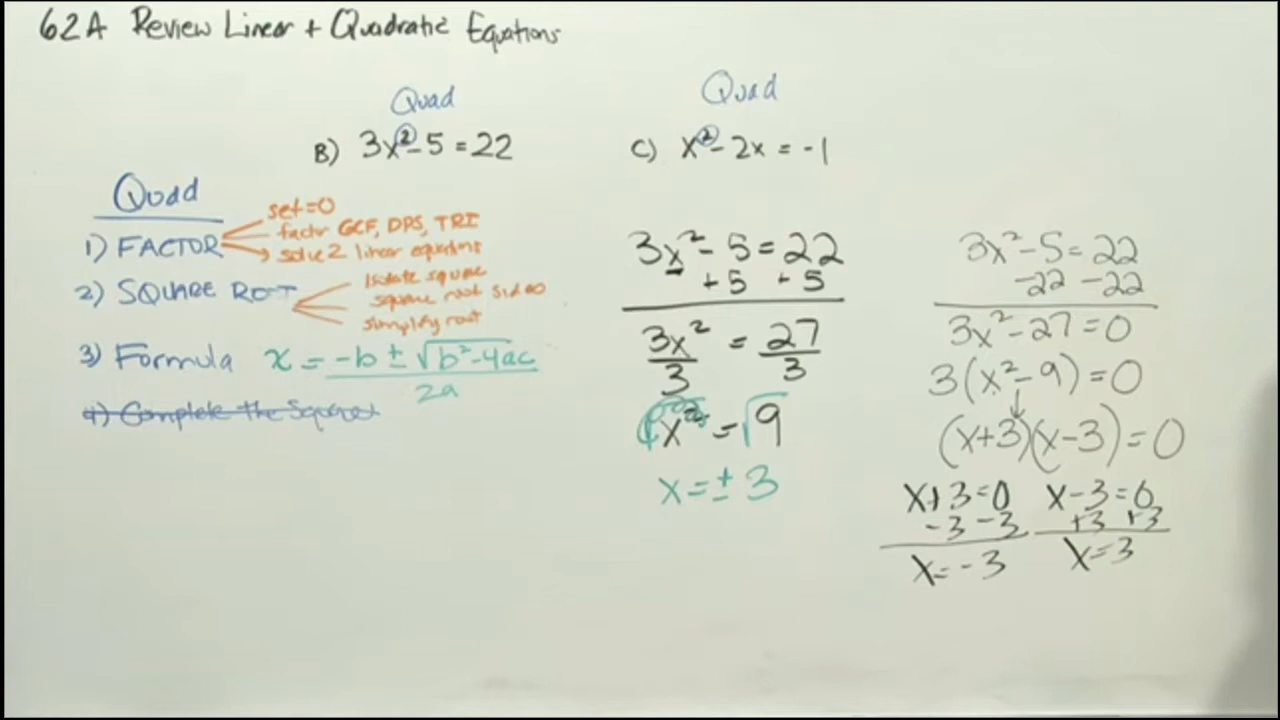 62A Review Linear + Quadratic Equations
Quad
B) 3x² - 5 = 22
Quad
C) x² - 2x = -1
Quad
1) FACTOR
set = 0
factor GCF, DPS, TRI
solve 2 linear equations
2) SQUARE ROOT
isolate square
square root sides
simplify root
3) Formula x = -b ± √b² - 4ac
2a
4) Complete the Square
3x² - 5 = 22
+5 +5
3x² = 27
3 3
√x² = √9
x = ± 3
3x² - 5 = 22
-22 -22
3x² - 27 = 0
3(x² - 9) = 0
(x+3)(x-3) = 0
x+3=0 x-3=0
-3 -3 +3 +3
x=-3 x=3